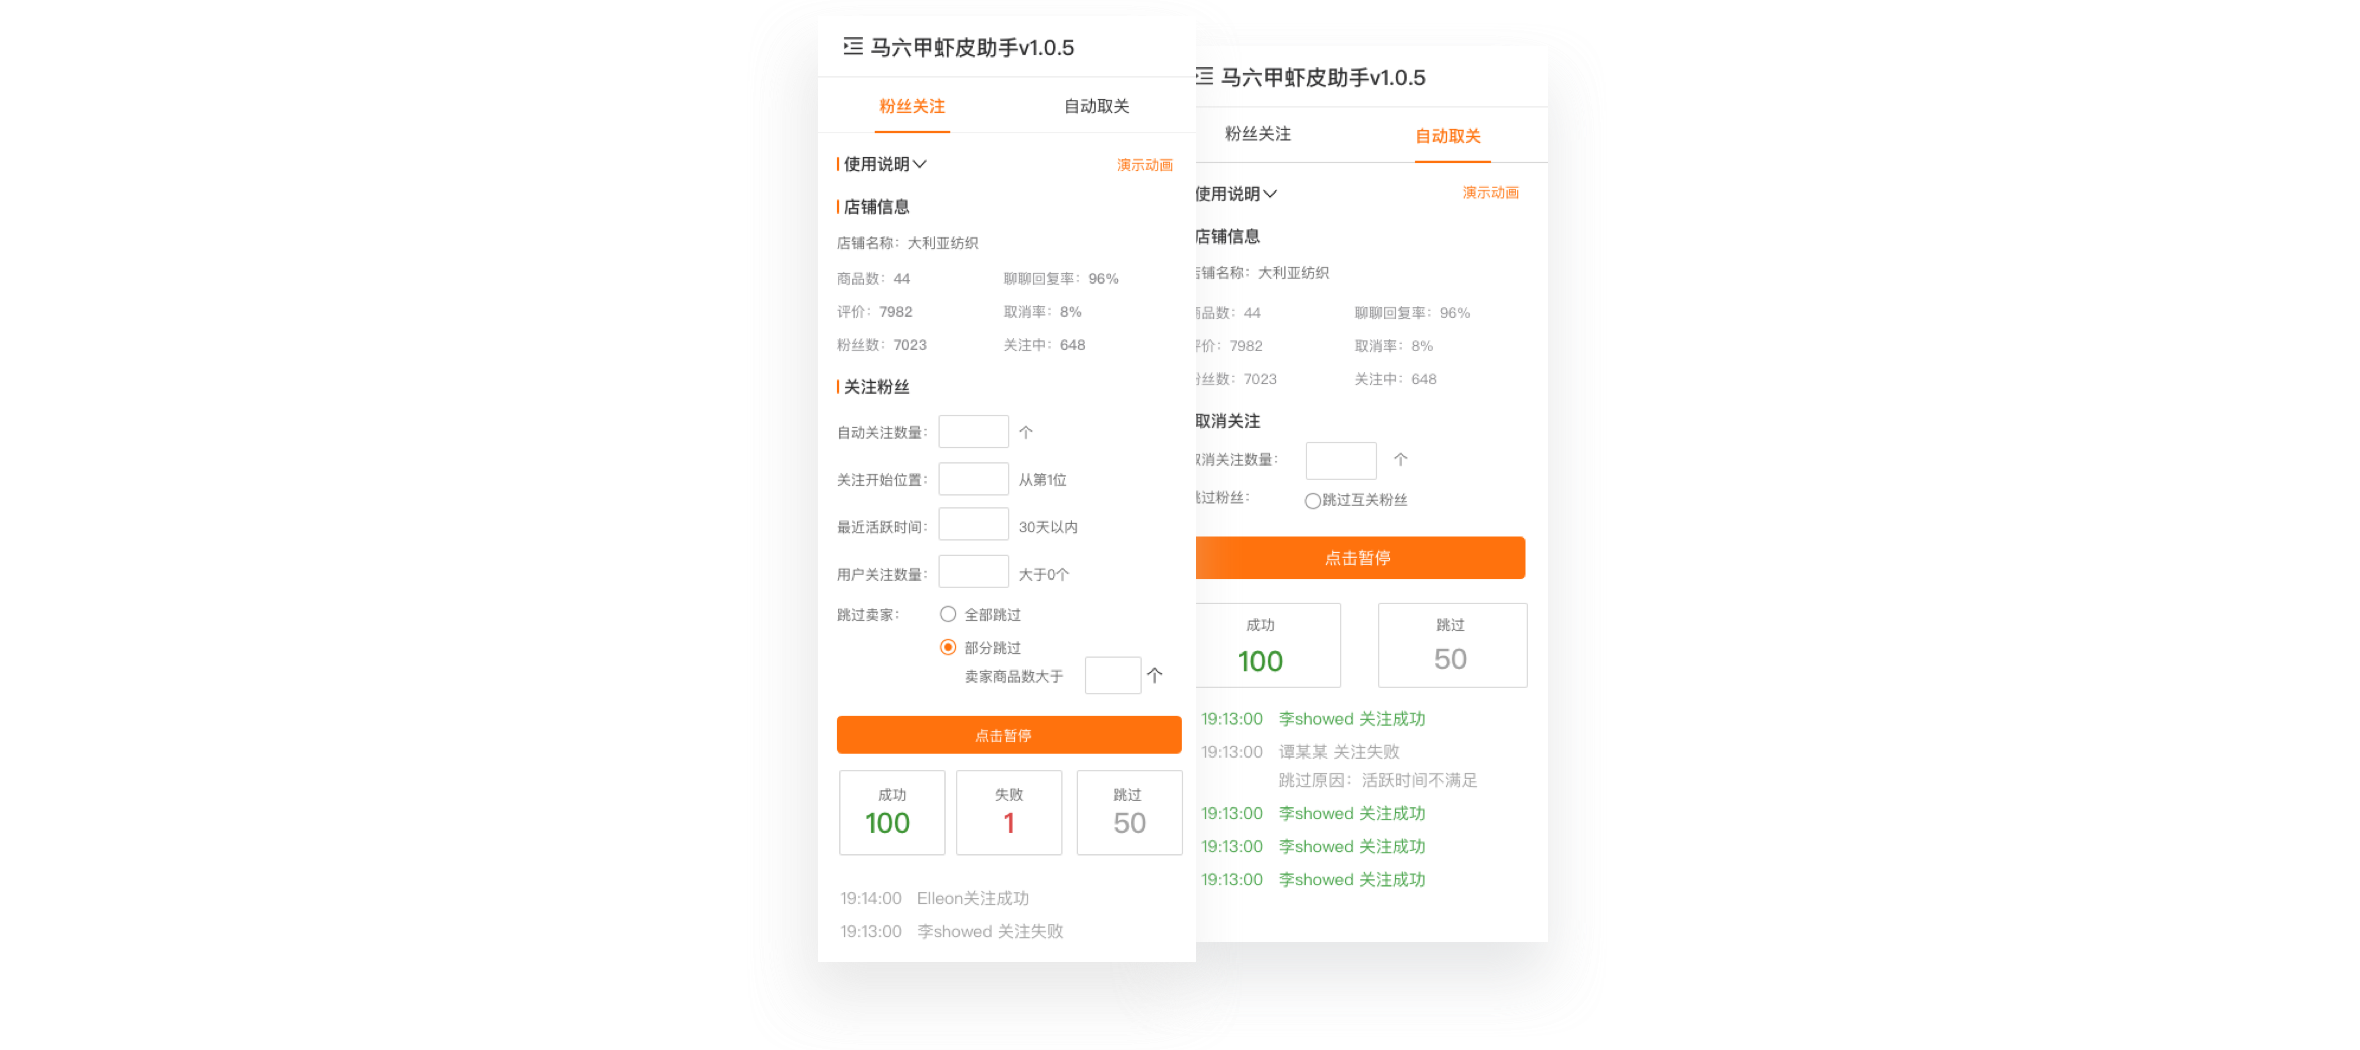 马六甲虾皮助手v1.0.5
粉丝关注 自动取关
使用说明 演示动画
店铺信息
店铺名称：大利亚纺织
商品数：44 聊聊回复率：96%
评价：7982 取消率：8%
粉丝数：7023 关注中：648
关注粉丝
自动关注数量： 个
关注开始位置： 从第1位
最近活跃时间： 30天以内
用户关注数量： 大于0个
跳过卖家： 全部跳过
部分跳过
卖家商品数大于 个
点击暂停
成功 失败 跳过
100 1 50
19:14:00 Elleon关注成功
19:13:00 李showed 关注失败
马六甲虾皮助手v1.0.5
粉丝关注 自动取关
使用说明 演示动画
店铺信息
店铺名称：大利亚纺织
商品数：44 聊聊回复率：96%
评价：7982 取消率：8%
粉丝数：7023 关注中：648
取消关注
取消关注数量： 个
跳过粉丝： 跳过互关粉丝
点击暂停
成功 跳过
100 50
19:13:00 李showed 关注成功
19:13:00 谭某某 关注失败
跳过原因：活跃时间不满足
19:13:00 李showed 关注成功
19:13:00 李showed 关注成功
19:13:00 李showed 关注成功